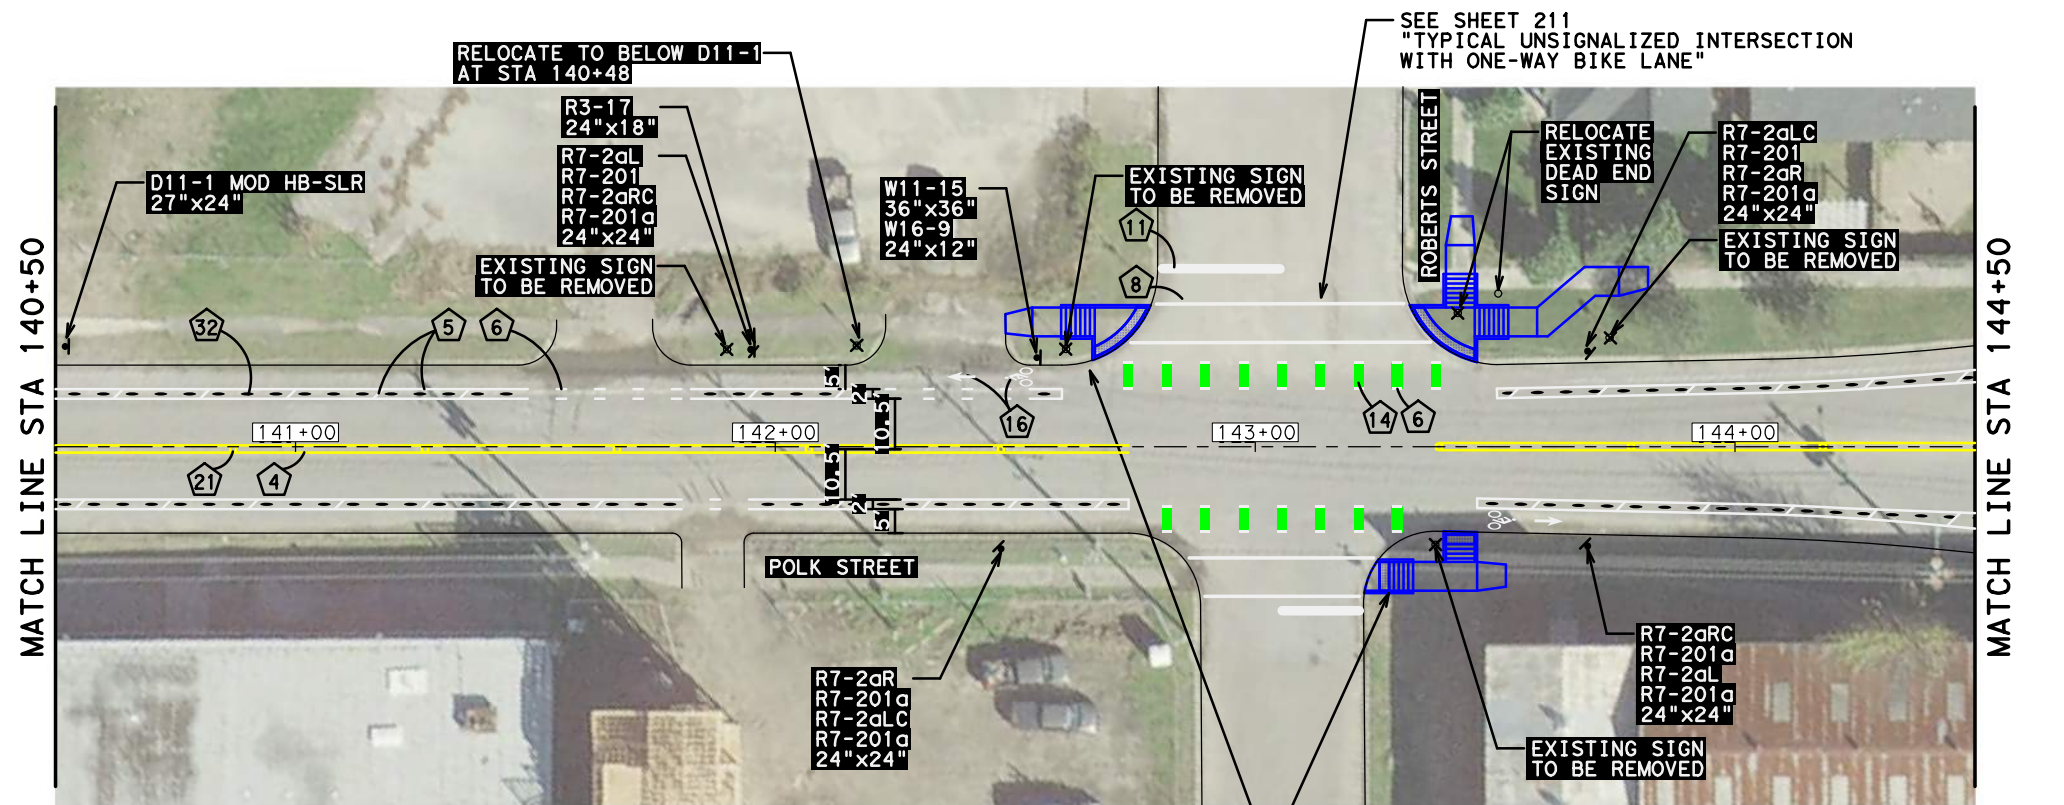 SEE SHEET 211
"TYPICAL UNSIGNALIZED INTERSECTION
WITH ONE-WAY BIKE LANE"
RELOCATE TO BELOW D11-1
AT STA 140+48
R3-17
24"x18"
R7-2aL
R7-201
R7-2aRC
R7-201a
24"x24"
EXISTING SIGN
TO BE REMOVED
D11-1 MOD HB-SLR
27"x24"
W11-15
36"x36"
W16-9
24"x12"
EXISTING SIGN
TO BE REMOVED
ROBERTS STREET
RELOCATE
EXISTING
DEAD END
SIGN
R7-2aLC
R7-201
R7-2aR
R7-201a
24"x24"
EXISTING SIGN
TO BE REMOVED
11
8
32
5
6
MATCH LINE STA 140+50
MATCH LINE STA 144+50
5'
2'
10.5'
16
14
6
141+00
142+00
143+00
144+00
21
4
10.5'
2'
5'
POLK STREET
R7-2aR
R7-201a
R7-2aLC
R7-201a
24"x24"
R7-2aRC
R7-201a
R7-2aL
R7-201a
24"x24"
EXISTING SIGN
TO BE REMOVED